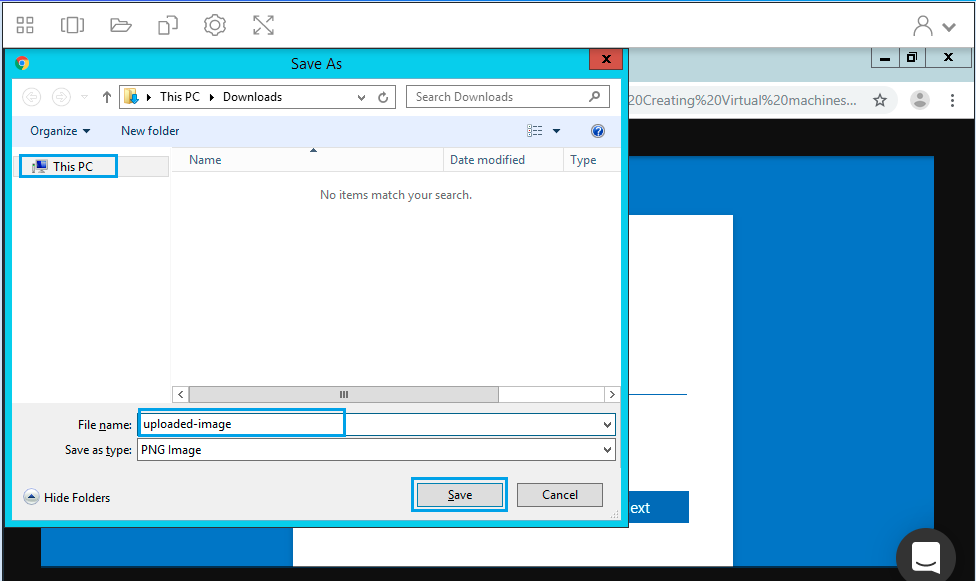 Save As
x
This PC
Downloads
Search Downloads
20Creating%20Virtual%20machines...
Organize
New folder
This PC
Name
Date modified
Type
No items match your search.
File name:
uploaded-image
Save as type:
PNG Image
Hide Folders
Save
Cancel
ext